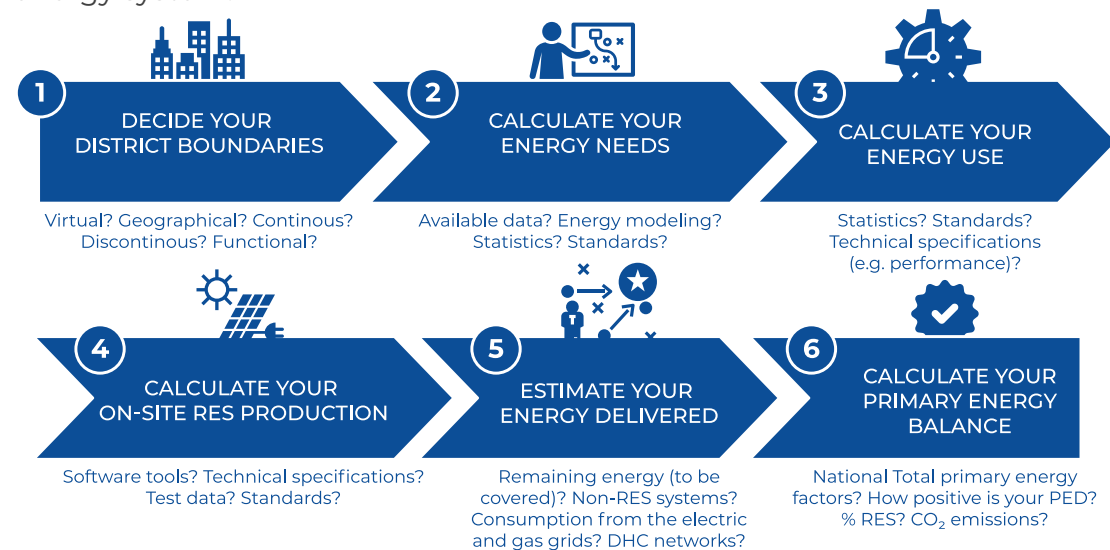 1
DECIDE YOUR
DISTRICT BOUNDARIES
Virtual? Geographical? Continous?
Discontinous? Functional?
2
CALCULATE YOUR
ENERGY NEEDS
Available data? Energy modeling?
Statistics? Standards?
3
CALCULATE YOUR
ENERGY USE
Statistics? Standards?
Technical specifications
(e.g. performance)?
4
CALCULATE YOUR
ON-SITE RES PRODUCTION
Software tools? Technical specifications?
Test data? Standards?
5
ESTIMATE YOUR
ENERGY DELIVERED
Remaining energy (to be
covered)? Non-RES systems?
Consumption from the electric
and gas grids? DHC networks?
6
CALCULATE YOUR
PRIMARY ENERGY
BALANCE
National Total primary energy
factors? How positive is your PED?
% RES? CO₂ emissions?